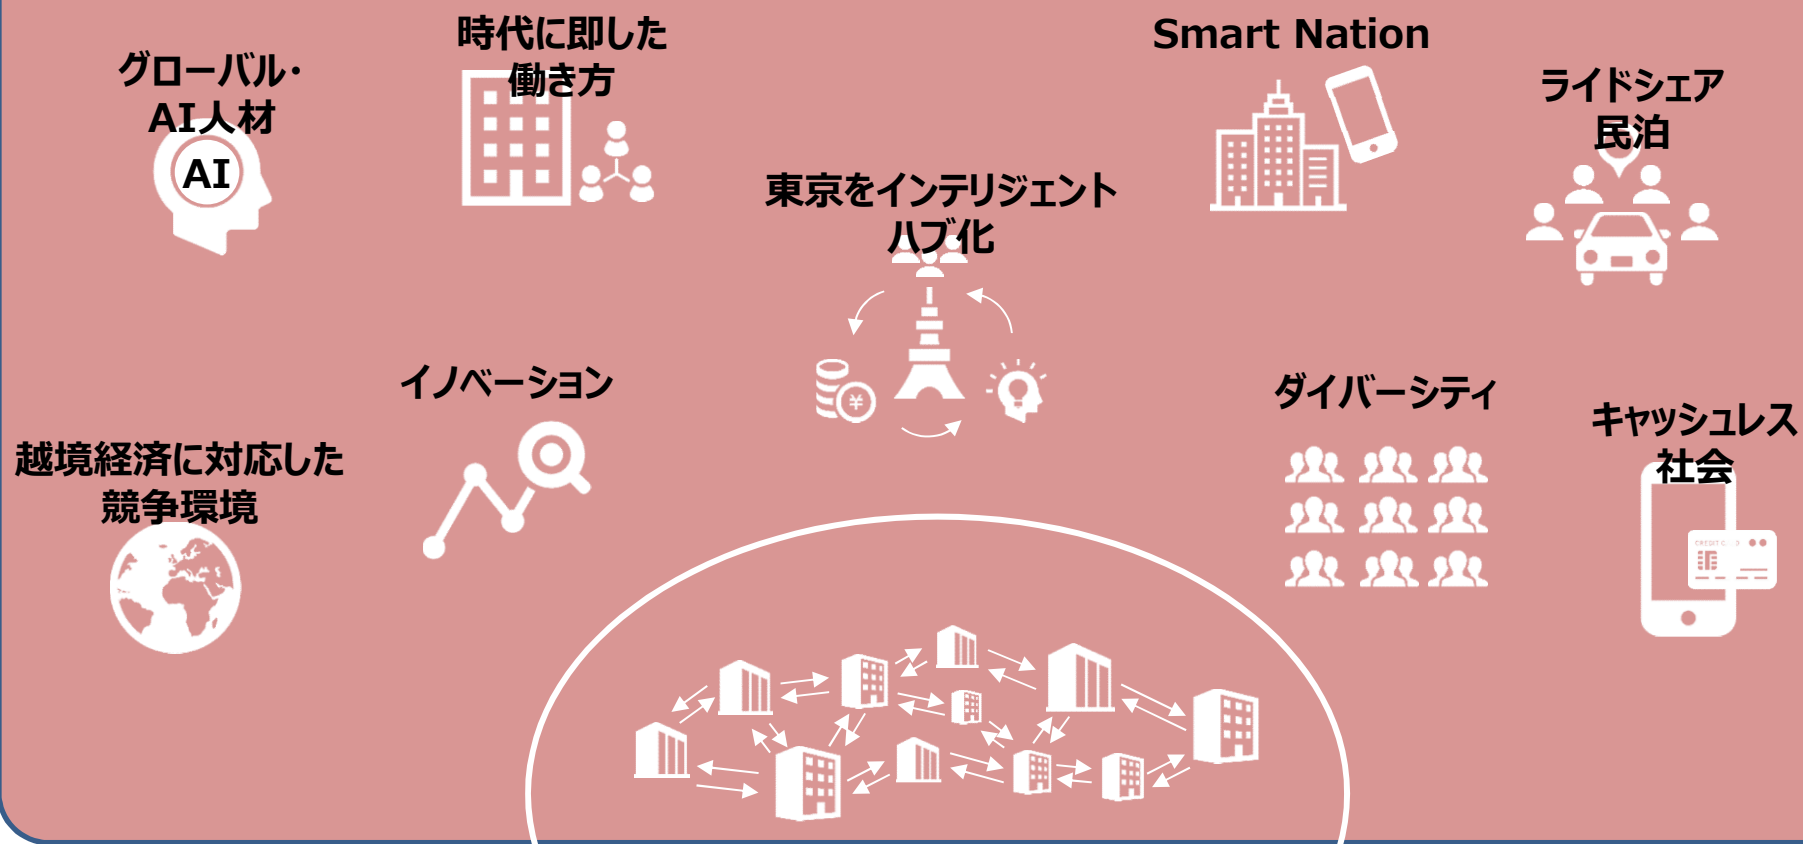 時代に即した
働き方
Smart Nation
グローバル・
AI人材
AI
ライドシェア
民泊
東京をインテリジェント
ハブ化
¥
イノベーション
ダイバーシティ
キャッシュレス
社会
越境経済に対応した
競争環境
CREDIT C